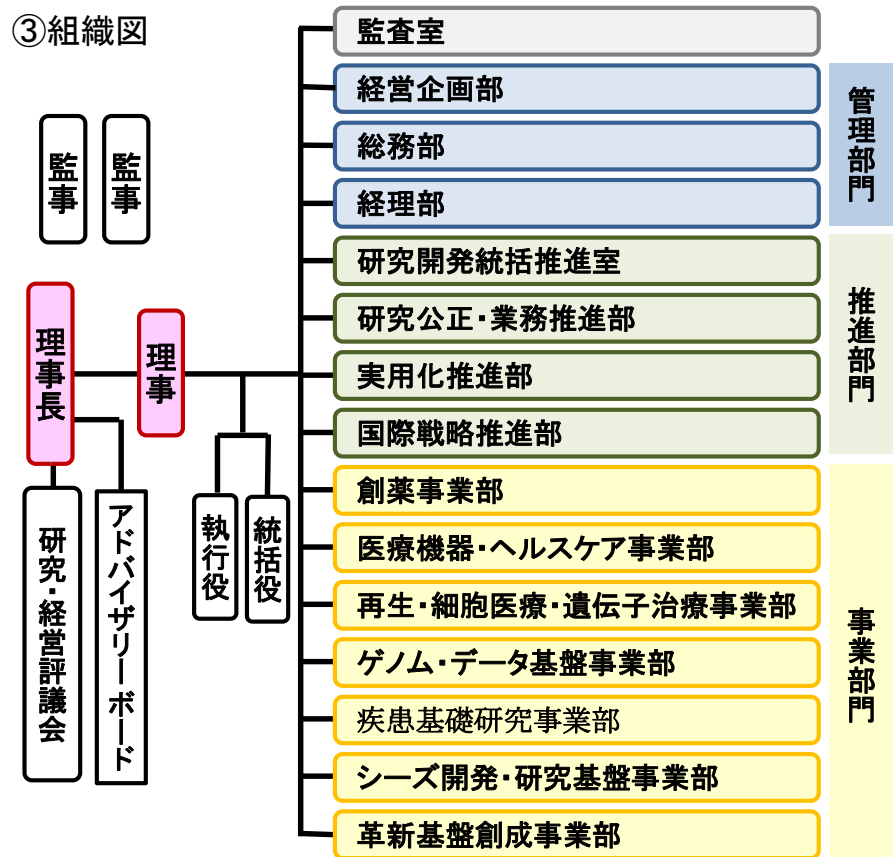 ③組織図
監事
監事
理事長
理事
研究・経営評議会
アドバイザリーボード
執行役
統括役
監査室
経営企画部
総務部
経理部
管理部門
研究開発統括推進室
研究公正・業務推進部
実用化推進部
国際戦略推進部
推進部門
創薬事業部
医療機器・ヘルスケア事業部
再生・細胞医療・遺伝子治療事業部
ゲノム・データ基盤事業部
疾患基礎研究事業部
シーズ開発・研究基盤事業部
革新基盤創成事業部
事業部門